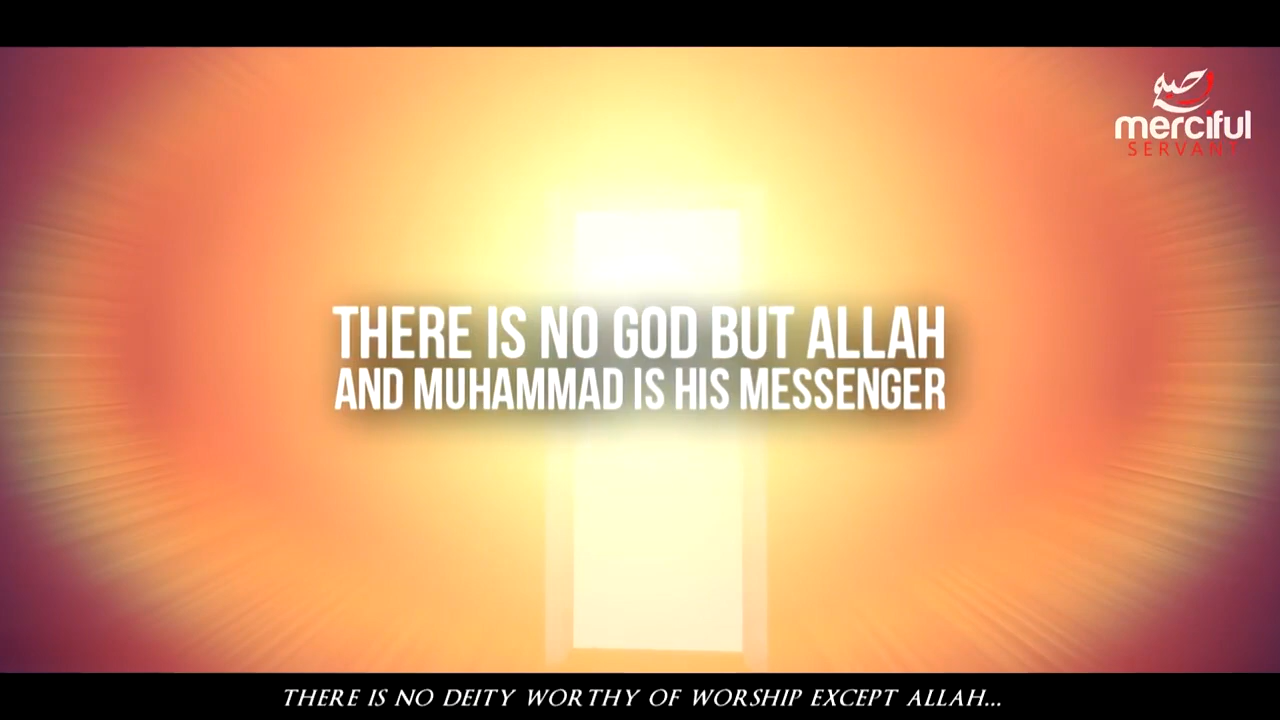 merciful
SERVANT
THERE IS NO GOD BUT ALLAH
AND MUHAMMAD IS HIS MESSENGER
THERE IS NO DEITY WORTHY OF WORSHIP EXCEPT ALLAH...